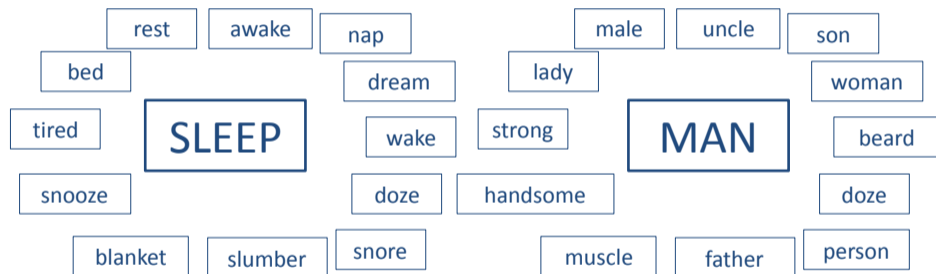 rest
awake
nap
bed
dream
tired
SLEEP
wake
snooze
doze
blanket
slumber
snore
male
uncle
son
lady
woman
strong
MAN
beard
handsome
doze
muscle
father
person